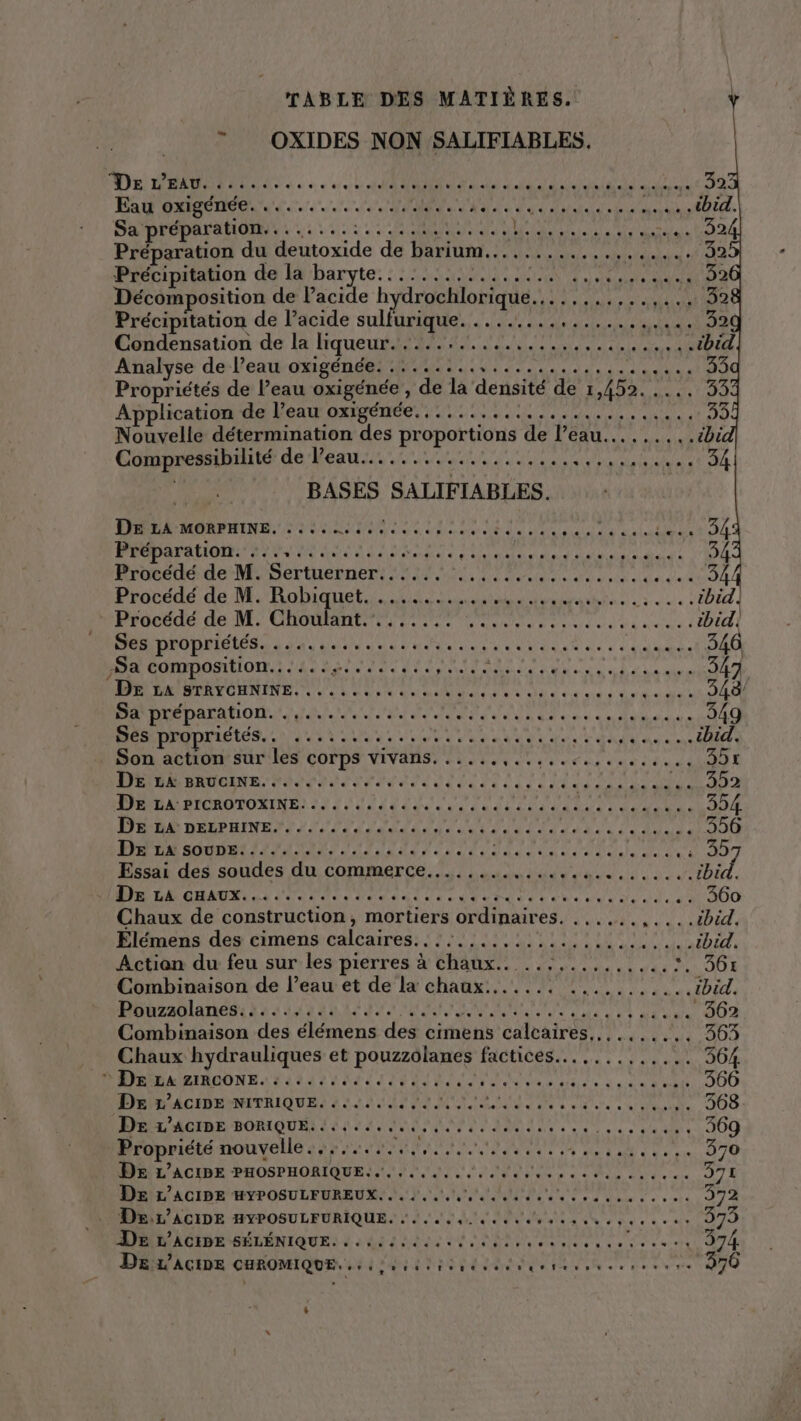 TABLE DES MATIÈRES. v
OXIDES NON SALIFIABLES.
DE L'EAU. 323
Eau oxigénée. ibid.
Sa préparation. 324
Préparation du deutoxide de barium. 325
Précipitation de la baryte. 326
Décomposition de l'acide hydrochlorique. 328
Précipitation de l'acide sulfurique. 329
Condensation de la liqueur. ibid
Analyse de l'eau oxigénée. 330
Propriétés de l'eau oxigénée, de la densité de 1,452. 333
Application de l'eau oxigénée.
Nouvelle détermination des proportions de l'eau. ibid
Compressibilité de l'eau. 34
BASES SALIFIABLES.
DE LA MORPHINE. 343
Préparation. 343
Procédé de M. Sertuerner. 344
Procédé de M. Robiquet. ibid.
Procédé de M. Choulant. ibid.
Ses propriétés. 346
Sa composition. 347
DE LA STRYCHNINE. 348
Sa préparation. 349
Ses propriétés. ibid.
Son action sur les corps vivans. 351
DE LA BRUCINE. 352
DE LA PICROTOXINE. 354
DE LA DELPHINE. 356
DE LA SOUDE. 357
Essai des soudes du commerce. ibid.
DE LA CHAUX. 360
Chaux de construction, mortiers ordinaires. ibid.
Elémens des cimens calcaires. ibid.
Action du feu sur les pierres à chaux. 361
Combinaison de l'eau et de la chaux. ibid.
Pouzzolanes. 362
Combinaison des élémens des cimens calcaires. 363
Chaux hydrauliques et pouzzolanes factices. 364
DE LA ZIRCONE. 366
DE L'ACIDE NITRIQUE. 368
DE L'ACIDE BORIQUE. 369
Propriété nouvelle. 370
DE L'ACIDE PHOSPHORIQUE. 371
DE L'ACIDE HYPOSULFUREUX. 372
DE L'ACIDE HYPOSULFURIQUE. 373
DE L'ACIDE SÉLÉNIQUE. 374
DE L'ACIDE CHROMIQUE. 376